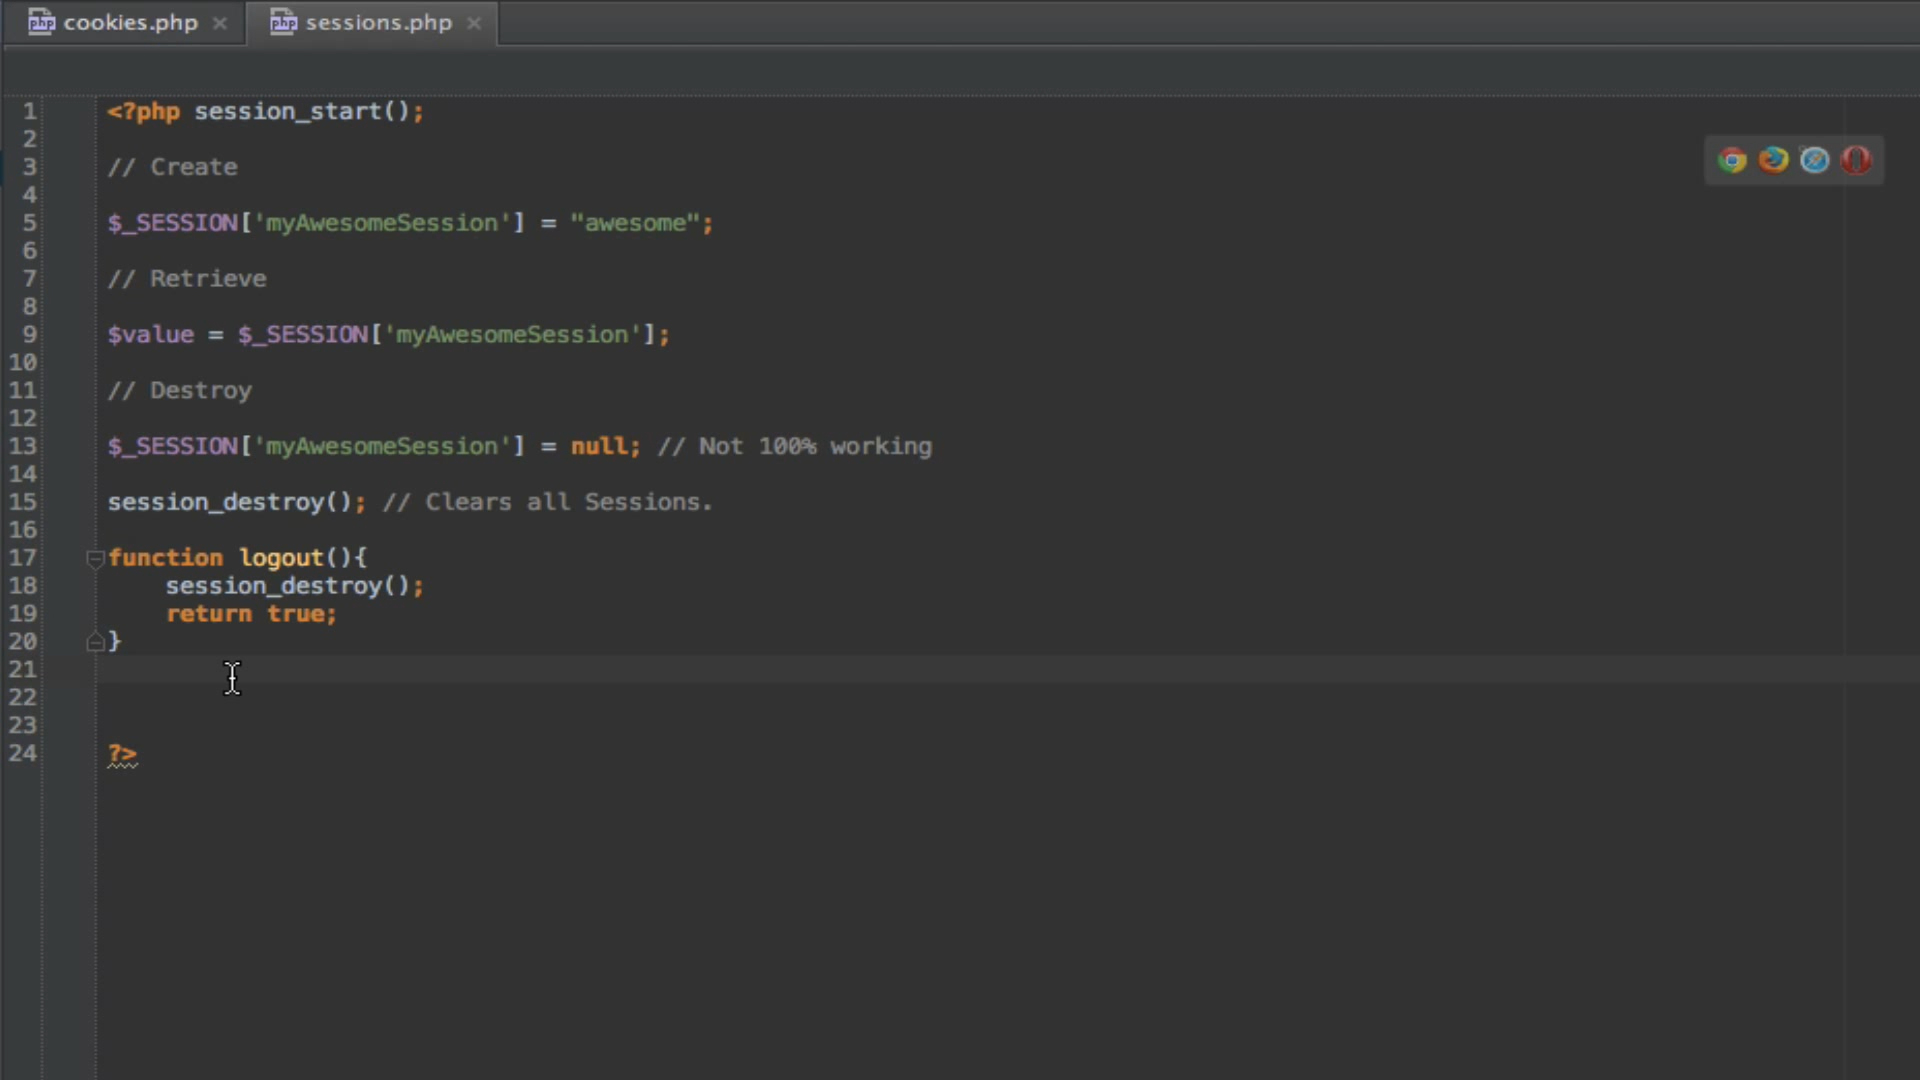 cookies.php sessions.php
1 <?php session_start();
2
3 // Create
4
5 $_SESSION['myAwesomeSession'] = "awesome";
6
7 // Retrieve
8
9 $value = $_SESSION['myAwesomeSession'];
10
11 // Destroy
12
13 $_SESSION['myAwesomeSession'] = null; // Not 100% working
14
15 session_destroy(); // Clears all Sessions.
16
17 function logout(){
18     session_destroy();
19     return true;
20 }
21
22
23
24 ?>